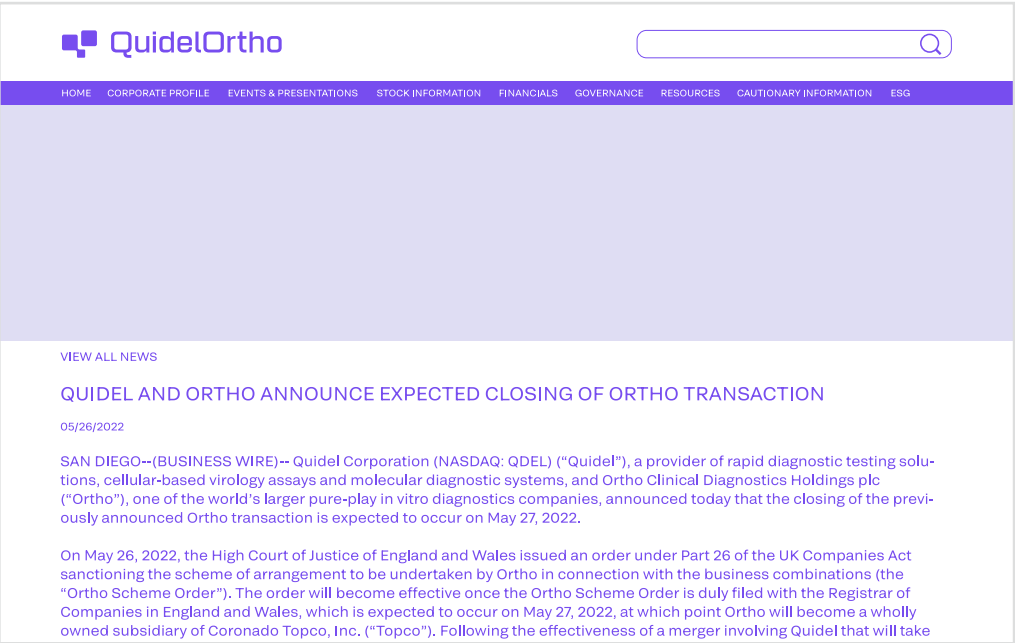 QuidelOrtho
HOME CORPORATE PROFILE EVENTS & PRESENTATIONS STOCK INFORMATION FINANCIALS GOVERNANCE RESOURCES CAUTIONARY INFORMATION ESG
VIEW ALL NEWS
QUIDEL AND ORTHO ANNOUNCE EXPECTED CLOSING OF ORTHO TRANSACTION
05/26/2022
SAN DIEGO--(BUSINESS WIRE)-- Quidel Corporation (NASDAQ: QDEL) (“Quidel”), a provider of rapid diagnostic testing solu-
tions, cellular-based virology assays and molecular diagnostic systems, and Ortho Clinical Diagnostics Holdings plc
(“Ortho”), one of the world’s larger pure-play in vitro diagnostics companies, announced today that the closing of the previ-
ously announced Ortho transaction is expected to occur on May 27, 2022.
On May 26, 2022, the High Court of Justice of England and Wales issued an order under Part 26 of the UK Companies Act
sanctioning the scheme of arrangement to be undertaken by Ortho in connection with the business combinations (the
“Ortho Scheme Order”). The order will become effective once the Ortho Scheme Order is duly filed with the Registrar of
Companies in England and Wales, which is expected to occur on May 27, 2022, at which point Ortho will become a wholly
owned subsidiary of Coronado Topco, Inc. (“Topco”). Following the effectiveness of a merger involving Quidel that will take